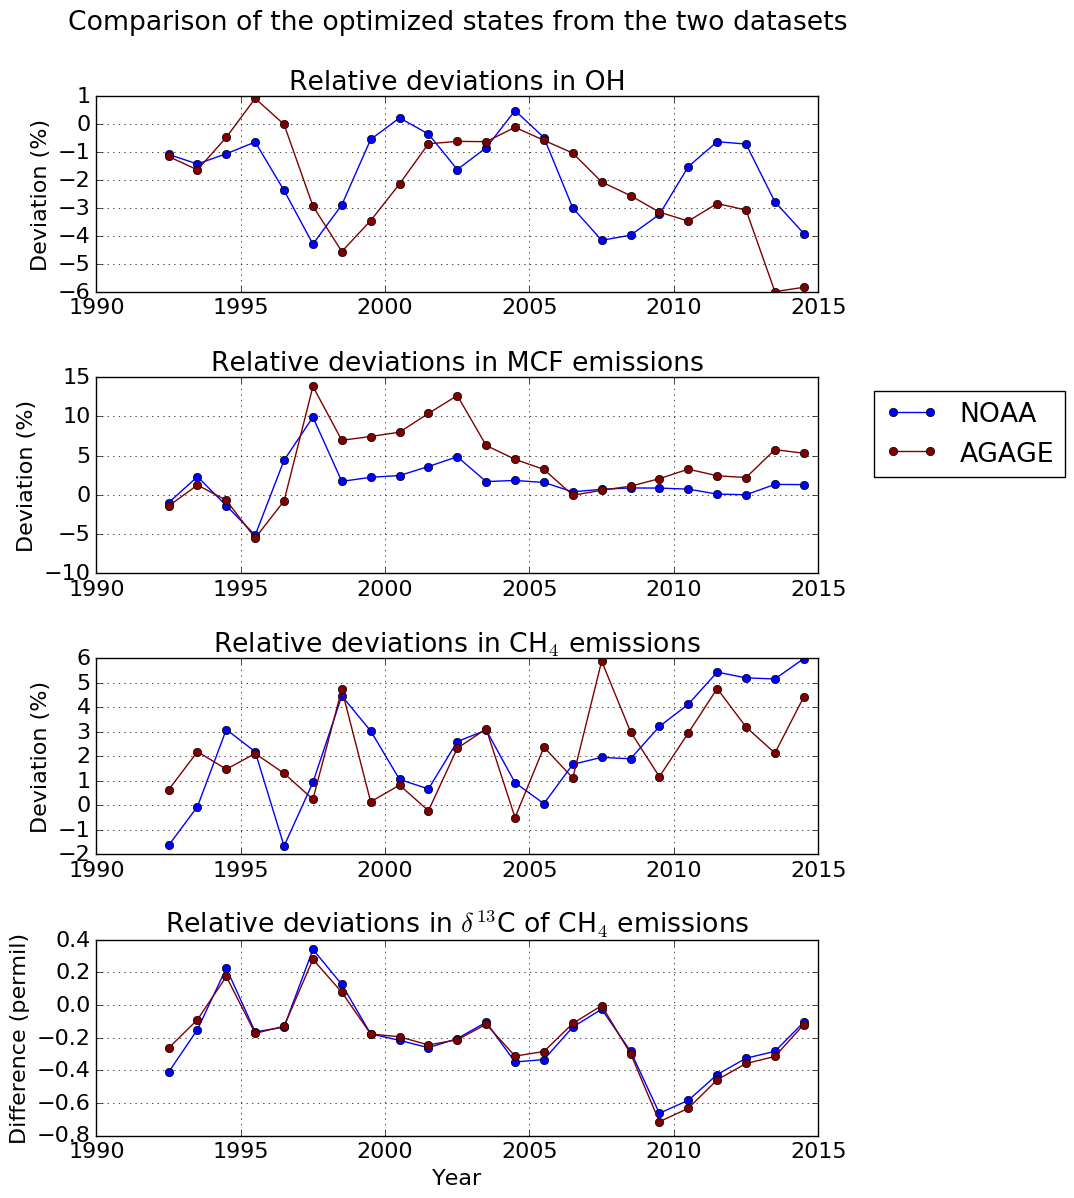 Comparison of the optimized states from the two datasets
Relative deviations in OH
Deviation (%)
1
0
−1
−2
−3
−4
−5
−6
1990 1995 2000 2005 2010 2015
Relative deviations in MCF emissions
Deviation (%)
15
10
5
0
−5
−10
1990 1995 2000 2005 2010 2015
NOAA
AGAGE
Relative deviations in CH₄ emissions
Deviation (%)
6
5
4
3
2
1
0
−1
−2
1990 1995 2000 2005 2010 2015
Relative deviations in δ¹³C of CH₄ emissions
Difference (permil)
0.4
0.2
0.0
−0.2
−0.4
−0.6
−0.8
1990 1995 2000 2005 2010 2015
Year